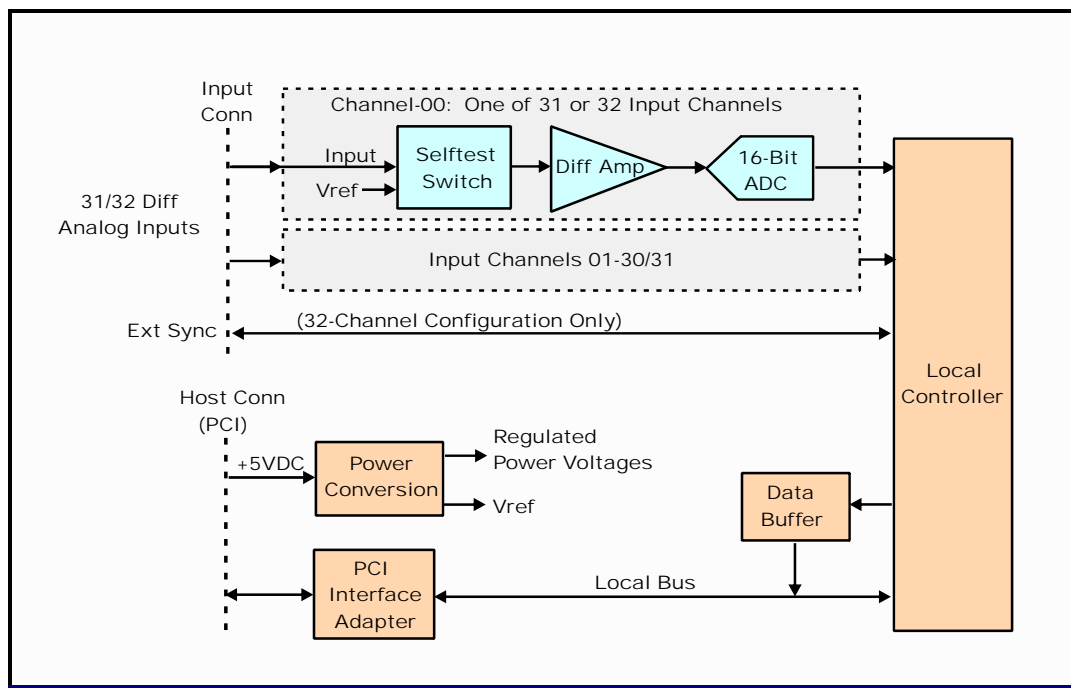 Input
Conn
Channel-00:  One of 31 or 32 Input Channels
Input
Vref
Selftest
Switch
Diff Amp
16-Bit
ADC
31/32 Diff
Analog Inputs
Input Channels 01-30/31
Ext Sync
(32-Channel Configuration Only)
Local
Controller
Host Conn
(PCI)
+5VDC
Power
Conversion
Regulated
Power Voltages
Vref
Data
Buffer
PCI
Interface
Adapter
Local Bus